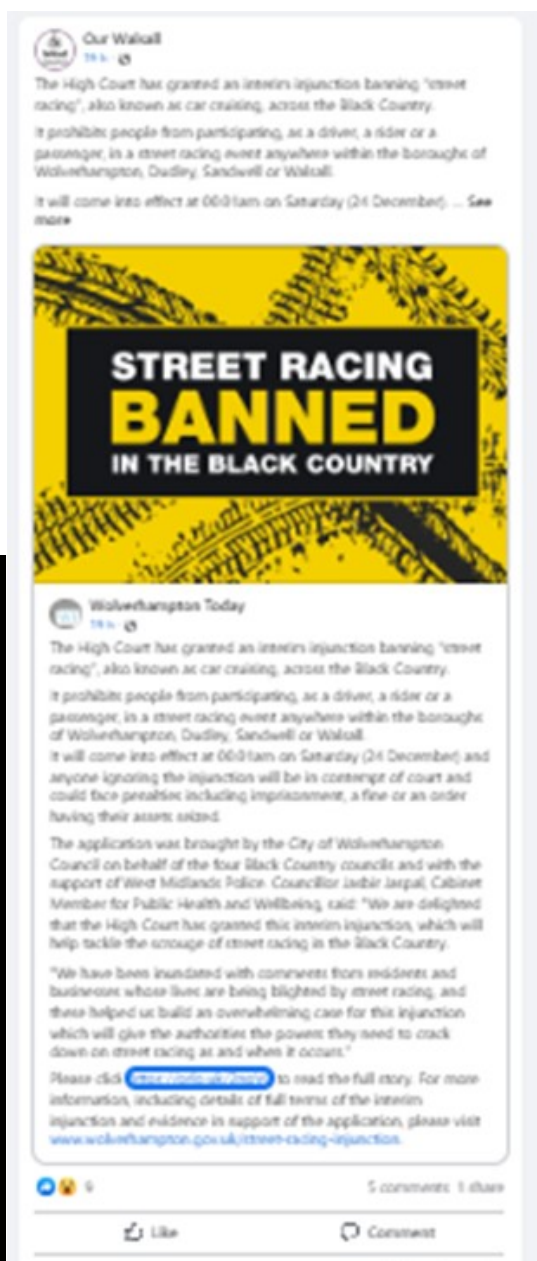 Our Walsall
The High Court has granted an interim injunction banning "street
racing", also known as car cruising, across the Black Country.
It prohibits people from participating, as a driver, a rider or a
passenger, in a street racing event anywhere within the boroughs of
Wolverhampton, Dudley, Sandwell or Walsall.
It will come into effect at 00:01am on Saturday (24 December). ... See
more
STREET RACING
BANNED
IN THE BLACK COUNTRY
Wolverhampton Today
The High Court has granted an interim injunction banning "street
racing", also known as car cruising, across the Black Country.
It prohibits people from participating, as a driver, a rider or a
passenger, in a street racing event anywhere within the boroughs
of Wolverhampton, Dudley, Sandwell or Walsall.
It will come into effect at 00:01am on Saturday (24 December) and
anyone ignoring the injunction will be in contempt of court and
could face penalties including imprisonment, a fine or an order
having their assets seized.
The application was brought by the City of Wolverhampton
Council on behalf of the four Black Country councils and with the
support of West Midlands Police. Councillor Jasbir Jaspal, Cabinet
Member for Public Health and Wellbeing, said: "We are delighted
that the High Court has granted this interim injunction, which will
help tackle the scrouge of street racing in the Black Country.
"We have been inundated with comments from residents and
businesses whose lives are being blighted by street racing, and
these helped us build an overwhelming case for this injunction
which will give the authorities the powers they need to crack
down on street racing as and when it occurs."
Please click to read the full story. For more
information, including details of full terms of the interim
injunction and evidence in support of the application, please visit
www.wolverhampton.gov.uk/street-racing-injunction.
5 comments 1 share
Like Comment